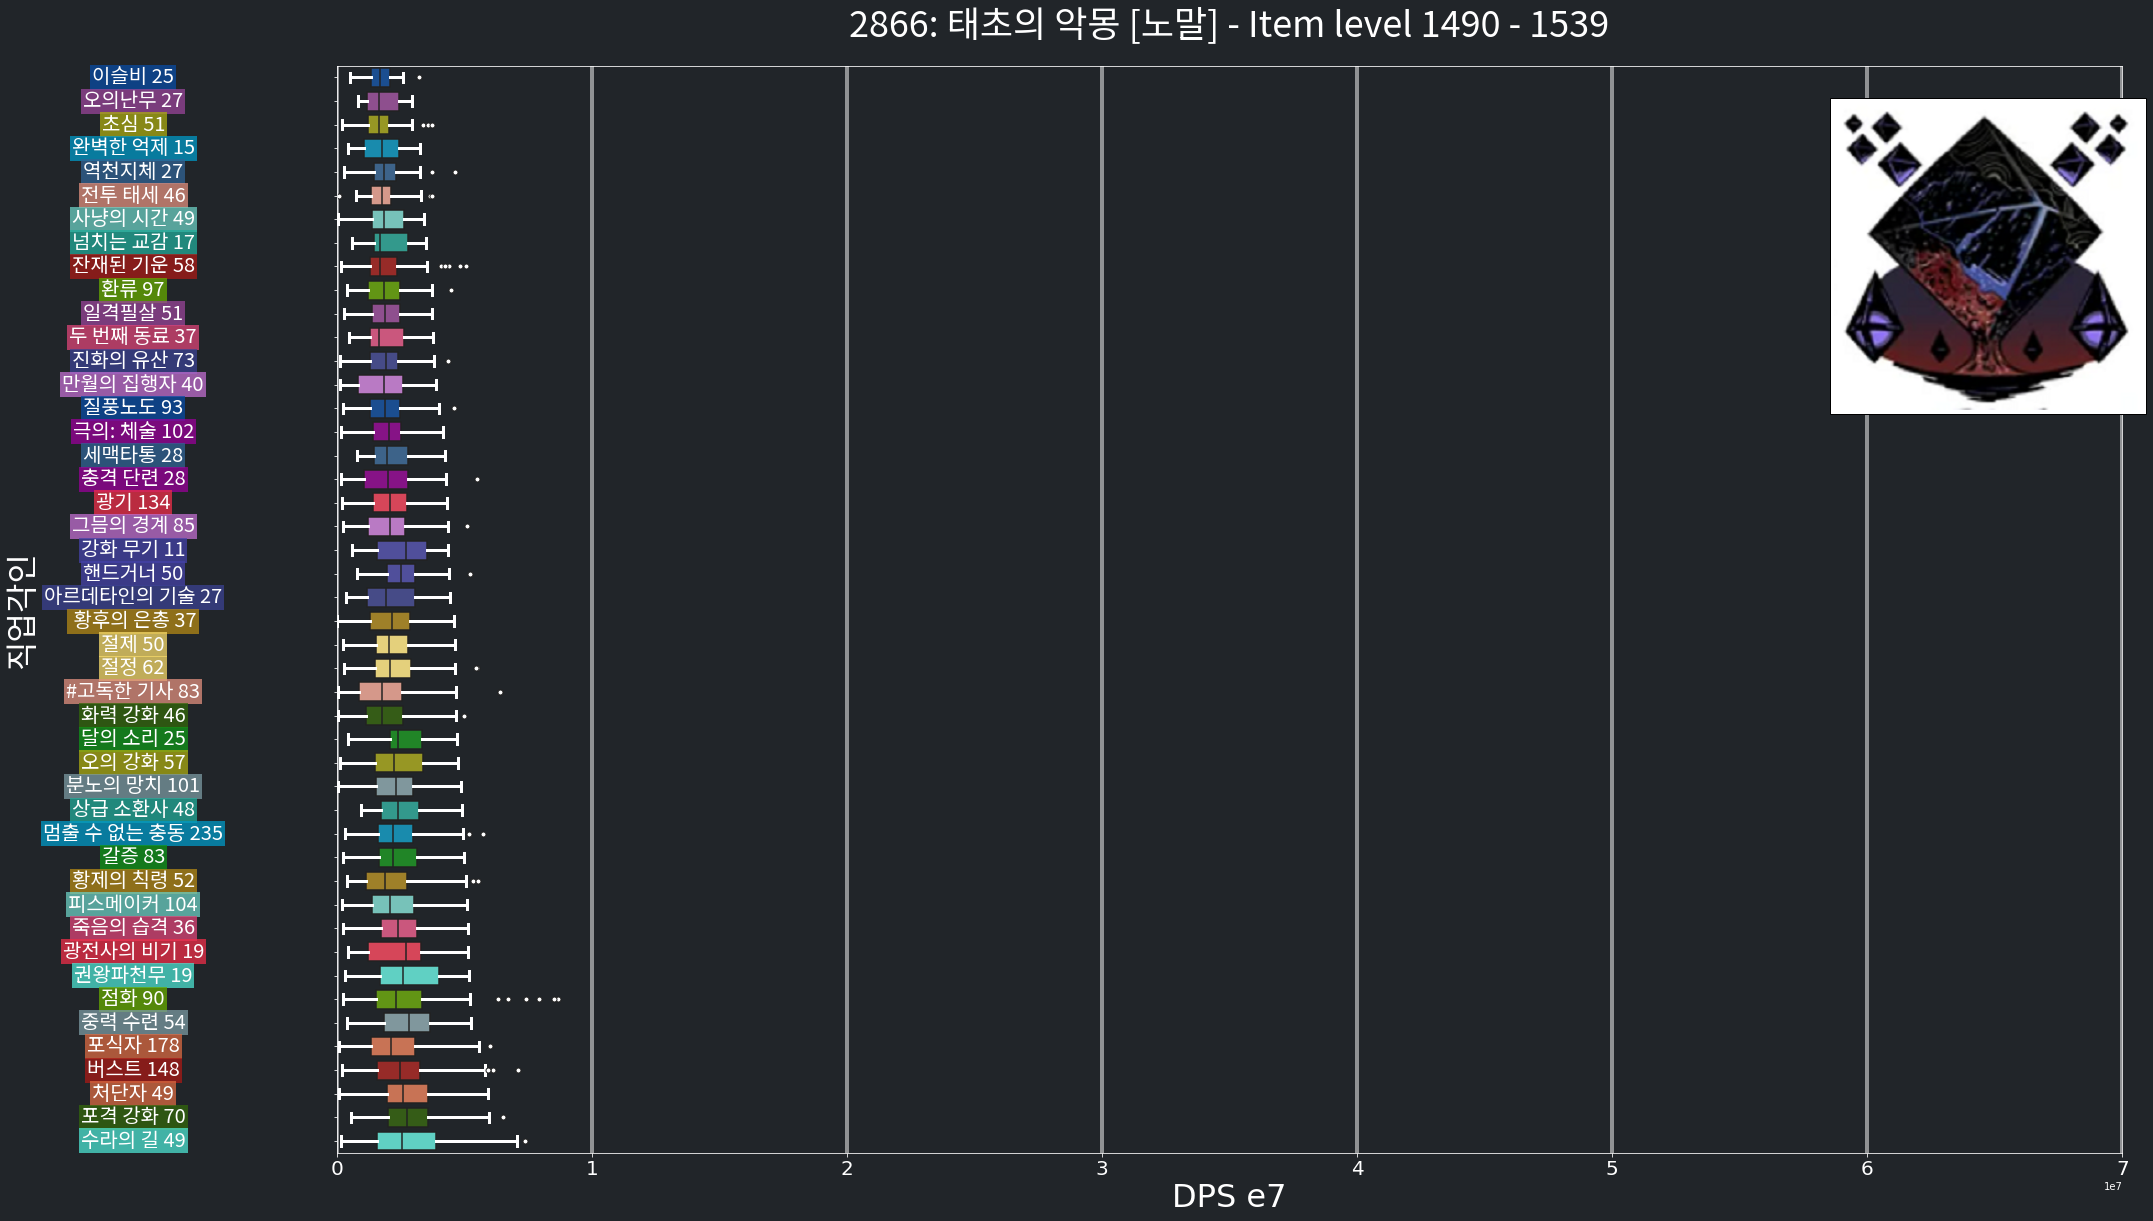 2866: 태초의 악몽 [노말] - Item level 1490 - 1539
이슬비 25
오의난무 27
초심 51
완벽한 억제 15
역천지체 27
전투 태세 46
사냥의 시간 49
넘치는 교감 17
잔재된 기운 58
환류 97
일격필살 51
두 번째 동료 37
진화의 유산 73
만월의 집행자 40
질풍노도 93
극의: 체술 102
세맥타통 28
충격 단련 28
광기 134
그믐의 경계 85
강화 무기 11
핸드거너 50
아르데타인의 기술 27
황후의 은총 37
절제 50
절정 62
#고독한 기사 83
화력 강화 46
달의 소리 25
오의 강화 57
분노의 망치 101
상급 소환사 48
멈출 수 없는 충동 235
갈증 83
황제의 칙령 52
피스메이커 104
죽음의 습격 36
광전사의 비기 19
권왕파천무 19
점화 90
중력 수련 54
포식자 178
버스트 148
처단자 49
포격 강화 70
수라의 길 49
직업각인
0 1 2 3 4 5 6 7
1e7
DPS e7